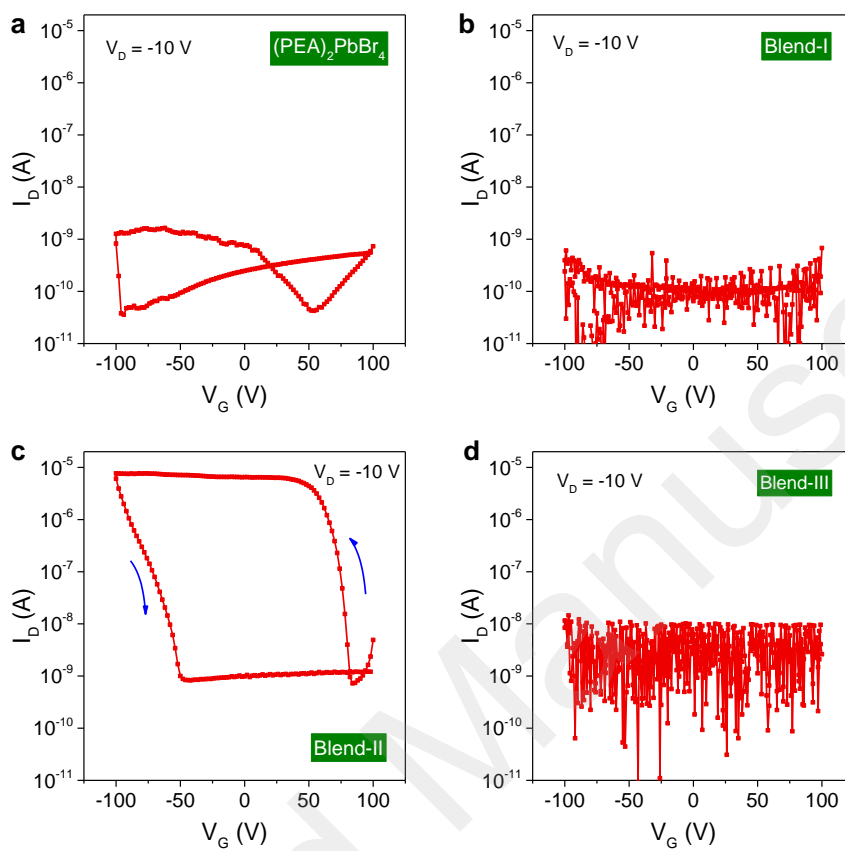 a
V_D = -10 V
(PEA)₂PbBr₄
I_D (A)
10⁻⁵
10⁻⁶
10⁻⁷
10⁻⁸
10⁻⁹
10⁻¹⁰
10⁻¹¹
-100 -50 0 50 100
V_G (V)
b
V_D = -10 V
Blend-I
I_D (A)
10⁻⁵
10⁻⁶
10⁻⁷
10⁻⁸
10⁻⁹
10⁻¹⁰
10⁻¹¹
-100 -50 0 50 100
V_G (V)
c
V_D = -10 V
I_D (A)
10⁻⁵
10⁻⁶
10⁻⁷
10⁻⁸
10⁻⁹
10⁻¹⁰
10⁻¹¹
Blend-II
-100 -50 0 50 100
V_G (V)
d
V_D = -10 V
Blend-III
I_D (A)
10⁻⁵
10⁻⁶
10⁻⁷
10⁻⁸
10⁻⁹
10⁻¹⁰
10⁻¹¹
-100 -50 0 50 100
V_G (V)